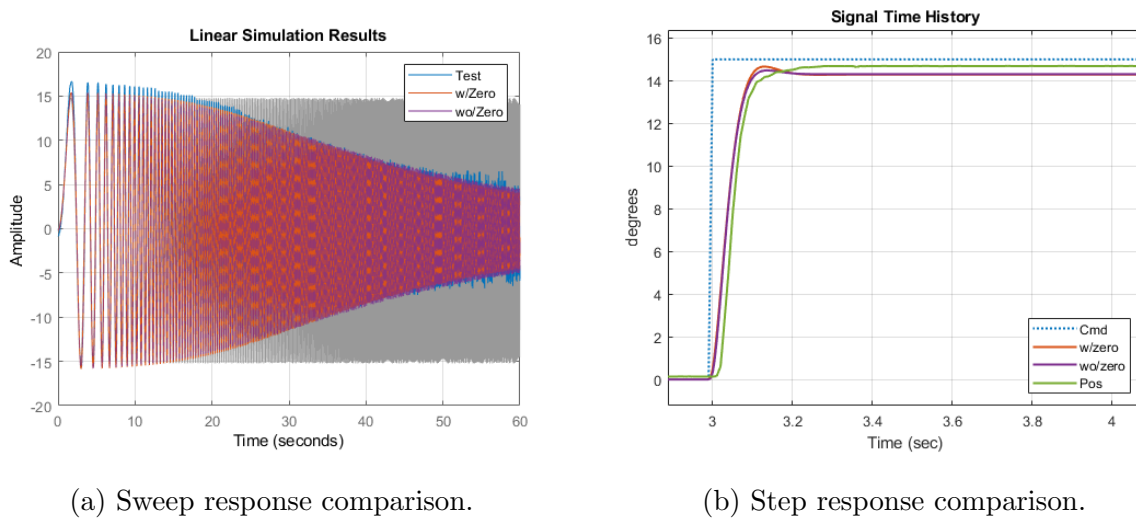 Linear Simulation Results
20
15
10
5
0
-5
-10
-15
-20
Amplitude
Test
w/Zero
wo/Zero
0
10
20
30
40
50
60
Time (seconds)
(a) Sweep response comparison.
Signal Time History
16
14
12
10
8
6
4
2
0
degrees
Cmd
w/zero
wo/zero
Pos
3
3.2
3.4
3.6
3.8
4
Time (sec)
(b) Step response comparison.